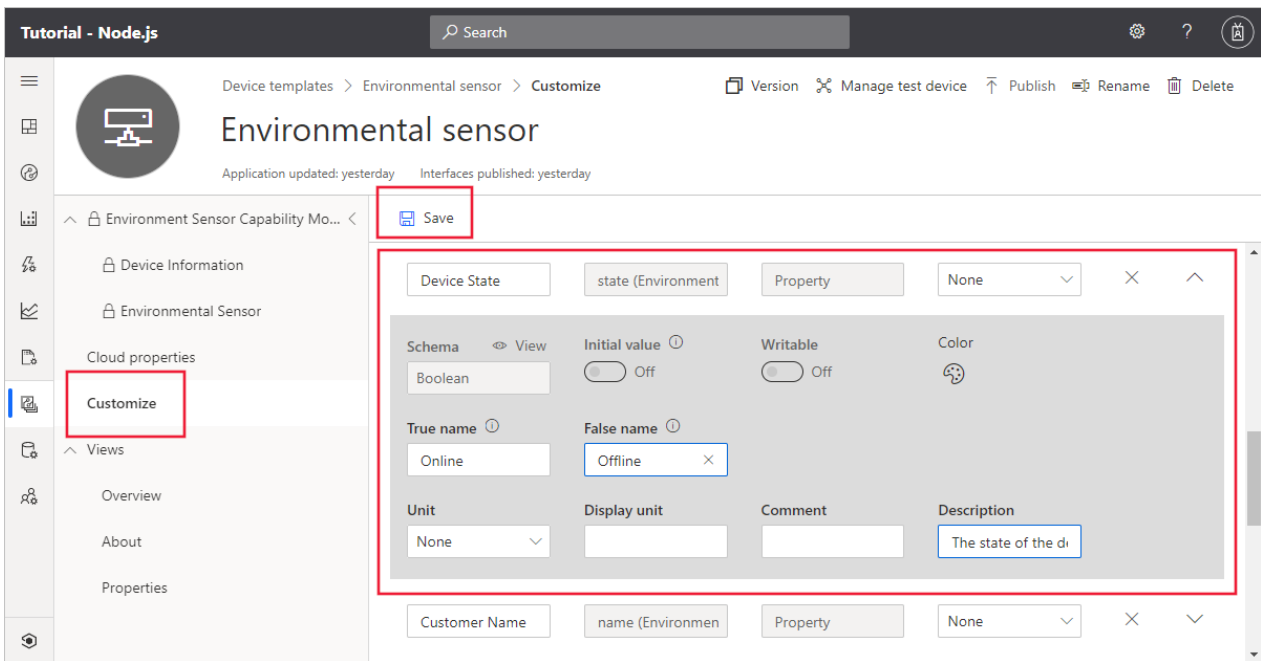 Tutorial - Node.js
Search
?
Device templates > Environmental sensor > Customize
Version
Manage test device
Publish
Rename
Delete
Environmental sensor
Application updated: yesterday
Interfaces published: yesterday
Environment Sensor Capability Mo...
Device Information
Environmental Sensor
Cloud properties
Customize
Views
Overview
About
Properties
Save
Device State
state (Environment
Property
None
Schema
View
Initial value
Writable
Color
Boolean
Off
Off
True name
False name
Online
Offline
Unit
Display unit
Comment
Description
None
The state of the de
Customer Name
name (Environmen
Property
None